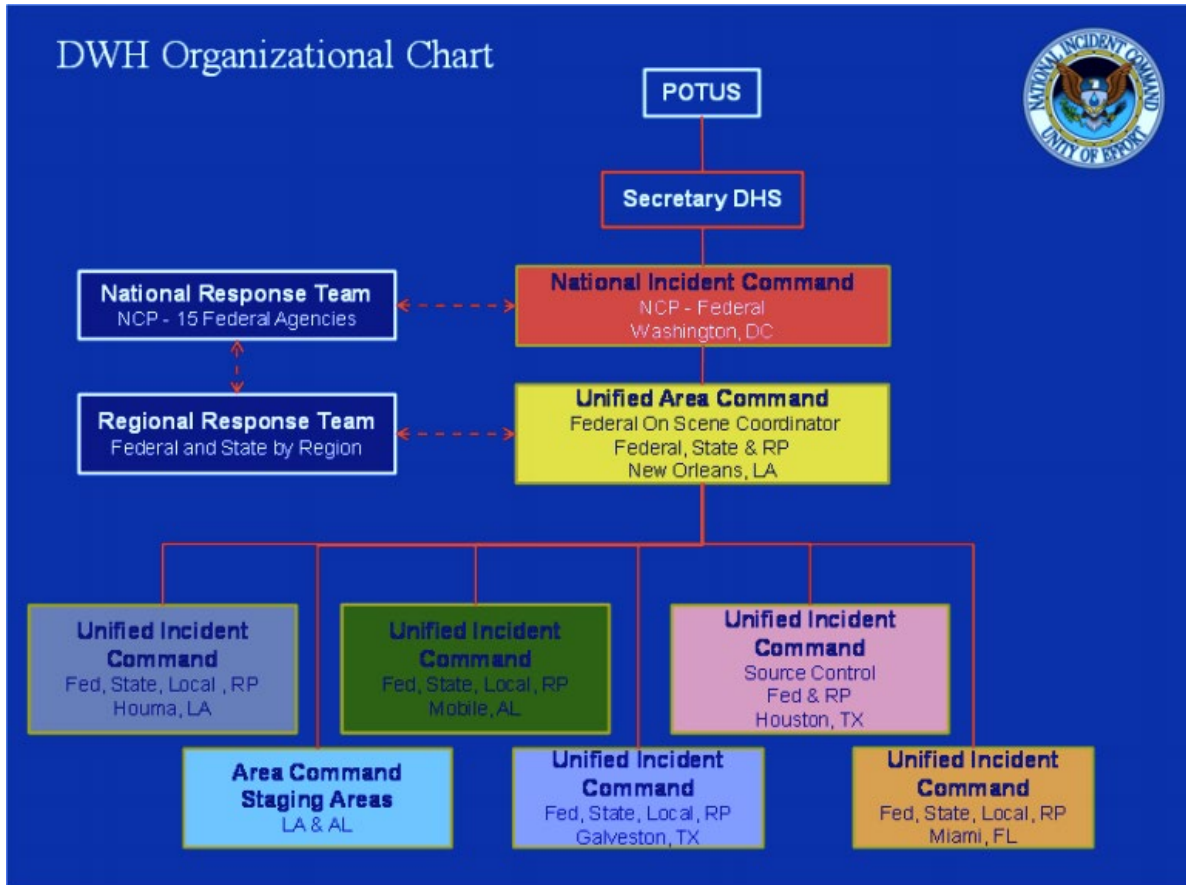 DWH Organizational Chart
NATIONAL INCIDENT COMMAND
UNITY OF EFFORT
POTUS
Secretary DHS
National Incident Command
NCP - Federal
Washington, DC
National Response Team
NCP - 15 Federal Agencies
Unified Area Command
Federal On Scene Coordinator
Federal, State & RP
New Orleans, LA
Regional Response Team
Federal and State by Region
Unified Incident
Command
Fed, State, Local , RP
Houma, LA
Unified Incident
Command
Fed, State, Local, RP
Mobile, AL
Unified Incident
Command
Source Control
Fed & RP
Houston, TX
Area Command
Staging Areas
LA & AL
Unified Incident
Command
Fed, State, Local, RP
Galveston, TX
Unified Incident
Command
Fed, State, Local, RP
Miami, FL